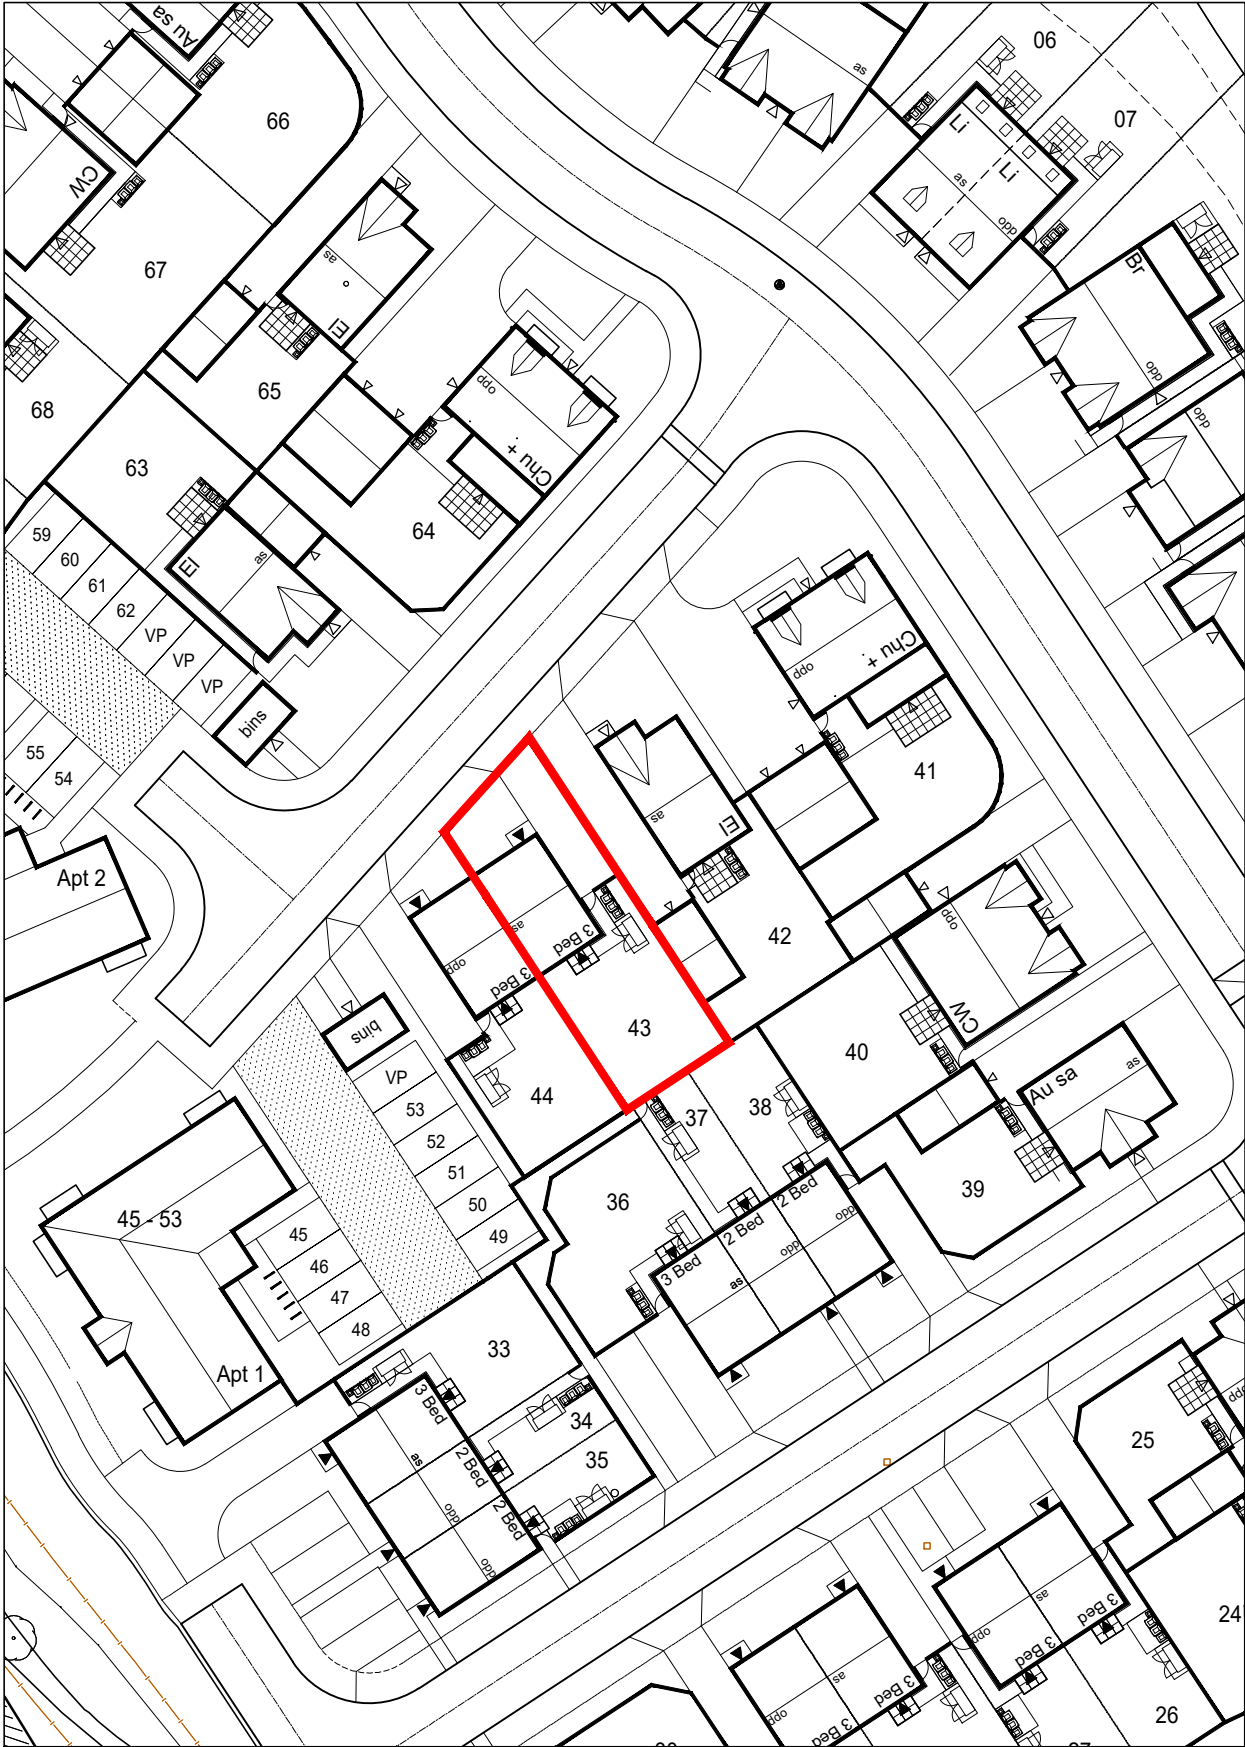 Au sa
06
66
as
07
Li
Li
CW
as
opp
67
as
Br
El
opp
opp
68
65
opp
Chu +
63
64
59
60
61
62
VP
VP
VP
El
as
bins
opp
Chu +
55
54
as
El
41
Apt 2
as
opp
3 Bed
3 Bed
42
opp
CW
43
40
bins
VP
53
52
51
50
49
44
37
38
Au sa
as
36
39
45 - 53
45
46
47
48
2 Bed
2 Bed
3 Bed
as
opp
opp
Apt 1
33
34
35
3 Bed
2 Bed
2 Bed
as
opp
opp
25
opp
24
as
opp
3 Bed
3 Bed
as
opp
3 Bed
3 Bed
26